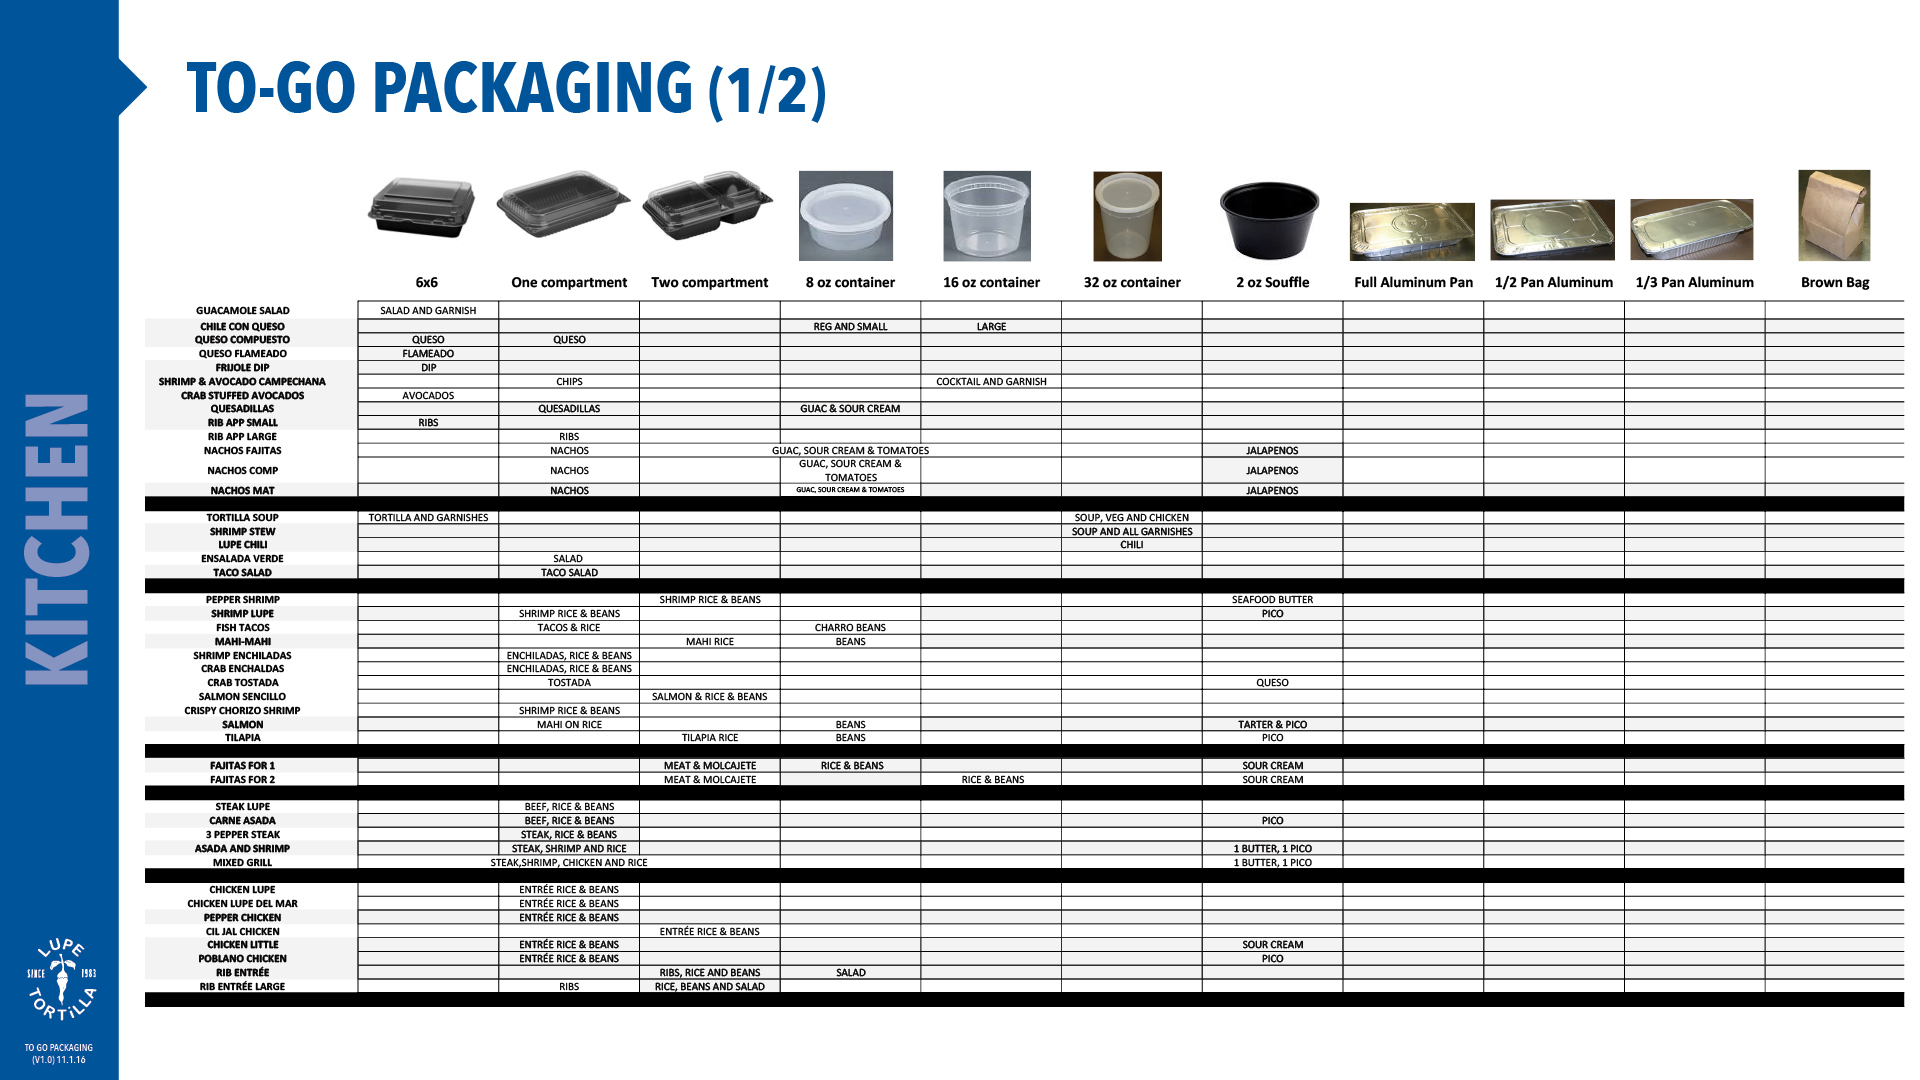 TO-GO PACKAGING (1/2)
6x6 One compartment Two compartment 8 oz container 16 oz container 32 oz container 2 oz Souffle Full Aluminum Pan 1/2 Pan Aluminum 1/3 Pan Aluminum Brown Bag
GUACAMOLE SALAD SALAD AND GARNISH
CHILE CON QUESO REG AND SMALL LARGE
QUESO COMPUESTO QUESO QUESO
QUESO FLAMEADO FLAMEADO
FRIJOLE DIP DIP
SHRIMP & AVOCADO CAMPECHANA CHIPS COCKTAIL AND GARNISH
CRAB STUFFED AVOCADOS AVOCADOS
QUESADILLAS QUESADILLAS GUAC & SOUR CREAM
RIB APP SMALL RIBS
RIB APP LARGE RIBS
NACHOS FAJITAS NACHOS GUAC, SOUR CREAM & TOMATOES JALAPENOS
NACHOS COMP NACHOS GUAC, SOUR CREAM &
TOMATOES JALAPENOS
NACHOS MAT NACHOS GUAC, SOUR CREAM & TOMATOES JALAPENOS
TORTILLA SOUP TORTILLA AND GARNISHES SOUP, VEG AND CHICKEN
SHRIMP STEW SOUP AND ALL GARNISHES
LUPE CHILI CHILI
ENSALADA VERDE SALAD
TACO SALAD TACO SALAD
PEPPER SHRIMP SHRIMP RICE & BEANS SEAFOOD BUTTER
SHRIMP LUPE SHRIMP RICE & BEANS PICO
FISH TACOS TACOS & RICE CHARRO BEANS
MAHI-MAHI MAHI RICE BEANS
SHRIMP ENCHILADAS ENCHILADAS, RICE & BEANS
CRAB ENCHALDAS ENCHILADAS, RICE & BEANS
CRAB TOSTADA TOSTADA QUESO
SALMON SENCILLO SALMON & RICE & BEANS
CRISPY CHORIZO SHRIMP SHRIMP RICE & BEANS
SALMON MAHI ON RICE BEANS TARTER & PICO
TILAPIA TILAPIA RICE BEANS PICO
FAJITAS FOR 1 MEAT & MOLCAJETE RICE & BEANS SOUR CREAM
FAJITAS FOR 2 MEAT & MOLCAJETE RICE & BEANS SOUR CREAM
STEAK LUPE BEEF, RICE & BEANS
CARNE ASADA BEEF, RICE & BEANS PICO
3 PEPPER STEAK STEAK, RICE & BEANS
ASADA AND SHRIMP STEAK, SHRIMP AND RICE 1 BUTTER, 1 PICO
MIXED GRILL STEAK,SHRIMP, CHICKEN AND RICE 1 BUTTER, 1 PICO
CHICKEN LUPE ENTRÉE RICE & BEANS
CHICKEN LUPE DEL MAR ENTRÉE RICE & BEANS
PEPPER CHICKEN ENTRÉE RICE & BEANS
CIL JAL CHICKEN ENTRÉE RICE & BEANS
CHICKEN LITTLE ENTRÉE RICE & BEANS SOUR CREAM
POBLANO CHICKEN ENTRÉE RICE & BEANS PICO
RIB ENTRÉE RIBS, RICE AND BEANS SALAD
RIB ENTRÉE LARGE RIBS RICE, BEANS AND SALAD
KITCHEN
LUPE
SINCE 1983
TORTILLA
TO GO PACKAGING
(V1.0) 11.1.16